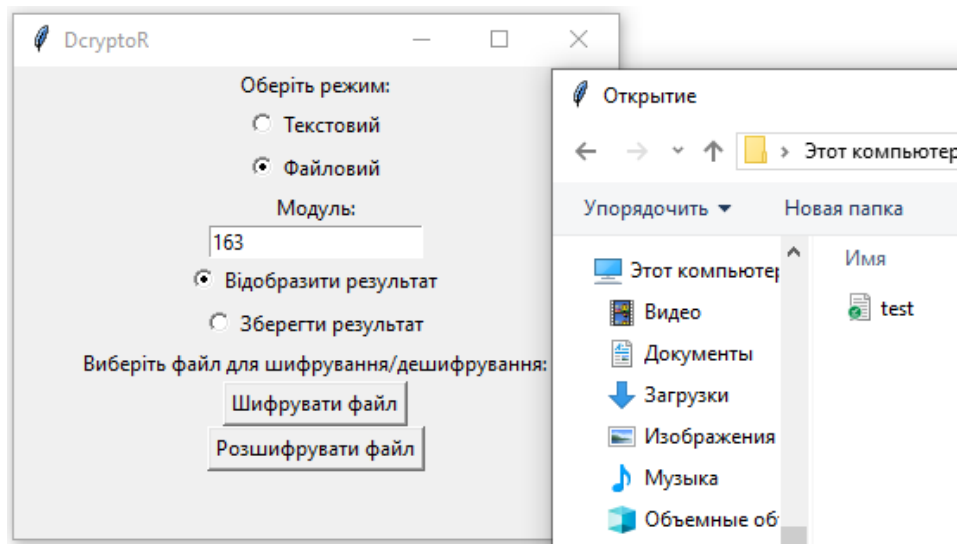 DcryptoR
Оберіть режим:
Текстовий
Файловий
Модуль:
163
Відобразити результат
Зберегти результат
Виберіть файл для шифрування/дешифрування:
Шифрувати файл
Розшифрувати файл
Открытие
Этот компьютер
Упорядочить Новая папка
Имя
Этот компьютер
test
Видео
Документы
Загрузки
Изображения
Музыка
Объемные об